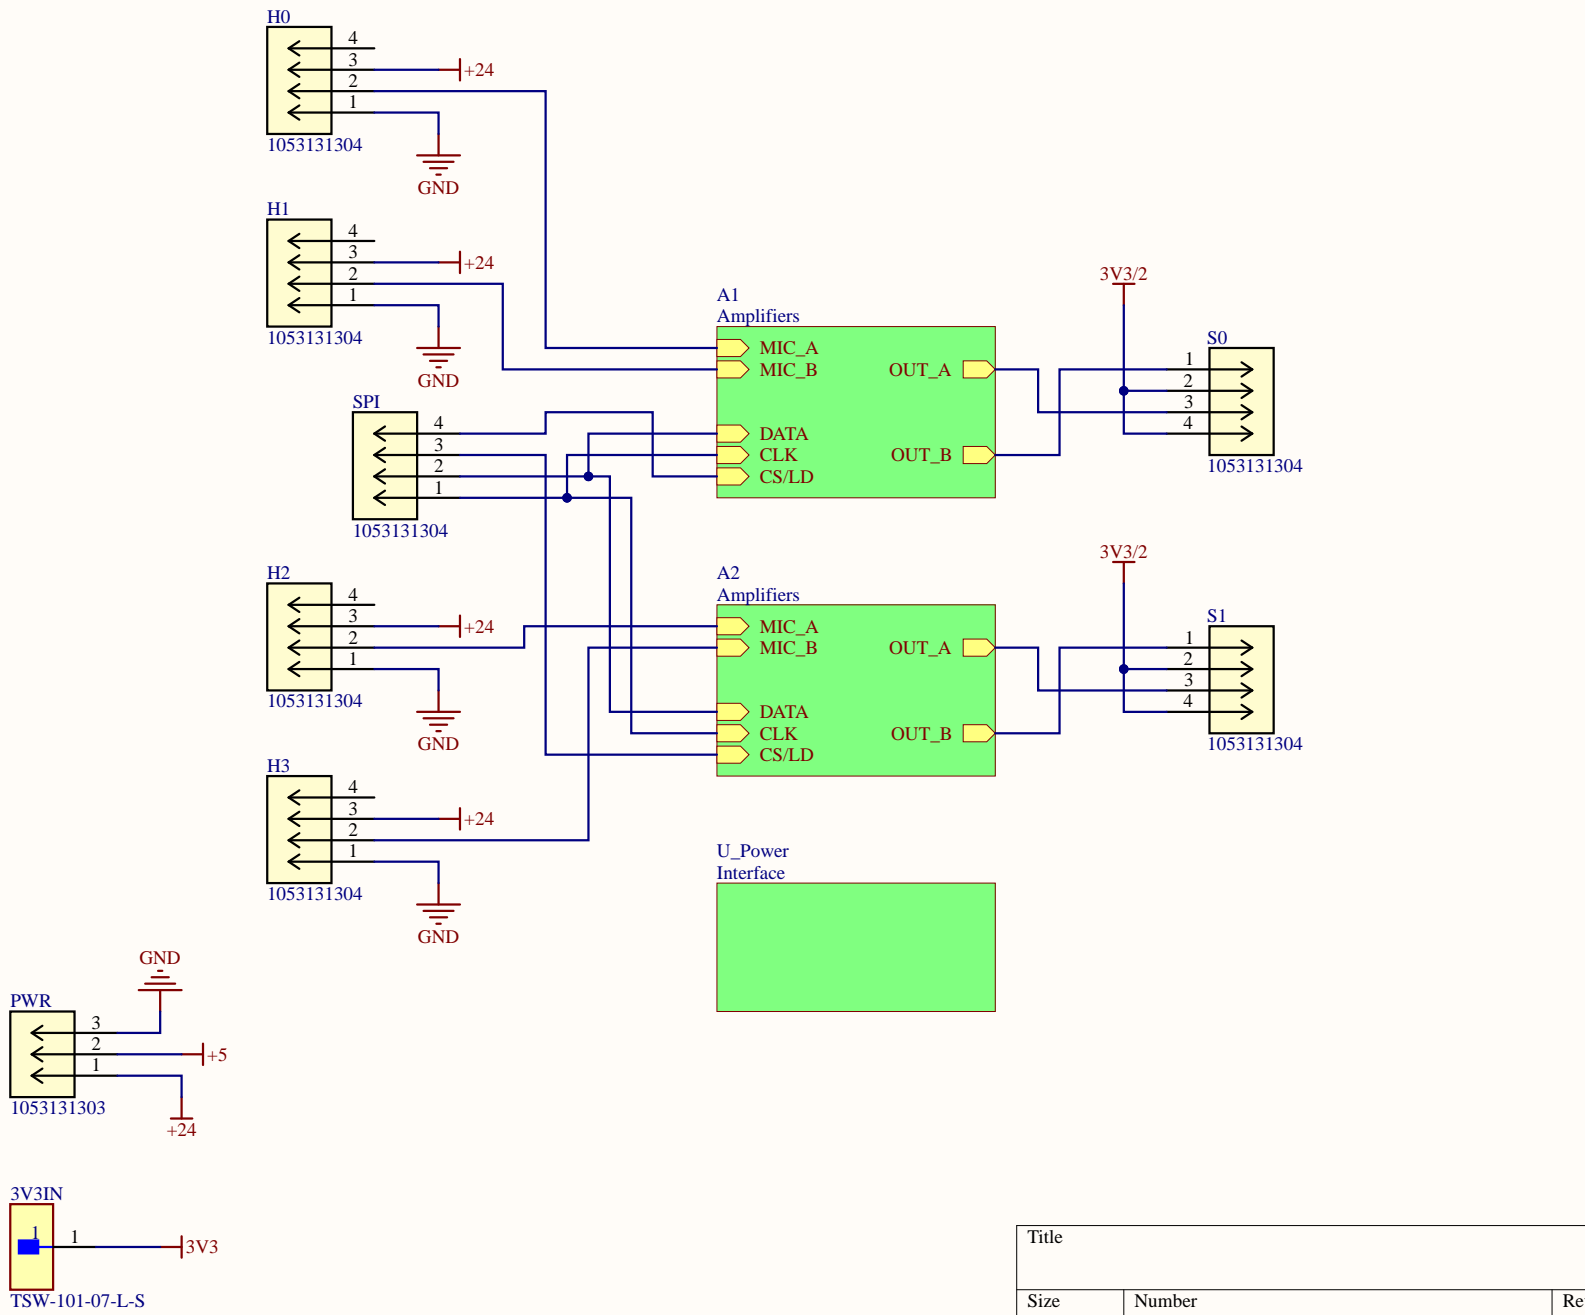 H0
4
3
+24
2
1
1053131304
GND
H1
4
3
+24
2
1
1053131304
GND
SPI
4
3
2
1
1053131304
A1
Amplifiers
MIC_A
MIC_B
OUT_A
DATA
CLK
OUT_B
CS/LD
3V3/2
S0
1
2
3
4
1053131304
H2
4
3
+24
2
1
1053131304
GND
A2
Amplifiers
MIC_A
MIC_B
OUT_A
DATA
CLK
OUT_B
CS/LD
3V3/2
S1
1
2
3
4
1053131304
H3
4
3
+24
2
1
1053131304
GND
U_Power
Interface
GND
PWR
3
2
+5
1
1053131303
+24
3V3IN
1
1
3V3
TSW-101-07-L-S
Title
Size
Number